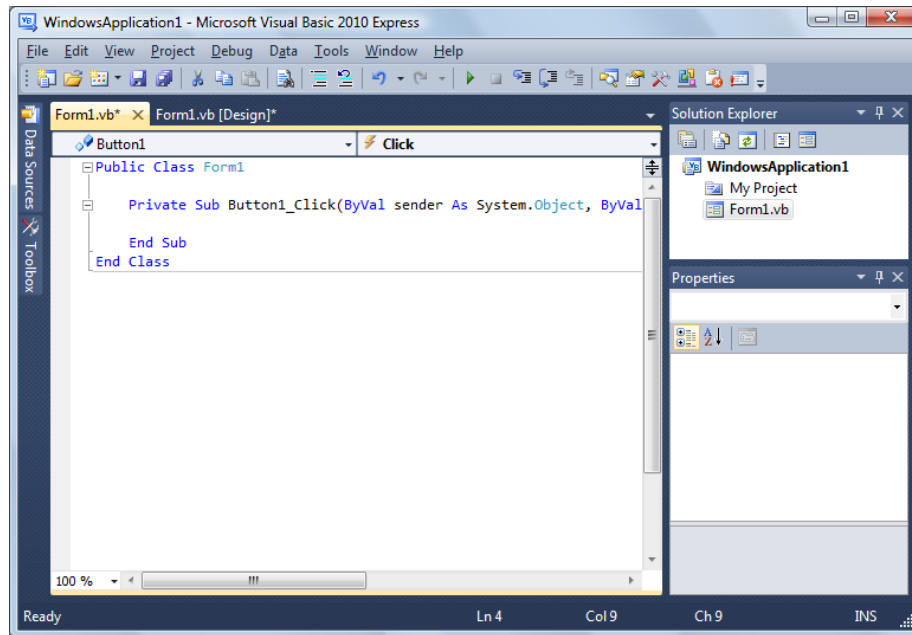 WindowsApplication1 - Microsoft Visual Basic 2010 Express
File Edit View Project Debug Data Tools Window Help
Form1.vb* Form1.vb [Design]*
Button1 Click
Public Class Form1
Private Sub Button1_Click(ByVal sender As System.Object, ByVal
End Sub
End Class
100 %
Data Sources
Toolbox
Solution Explorer
WindowsApplication1
My Project
Form1.vb
Properties
Ready Ln 4 Col 9 Ch 9 INS